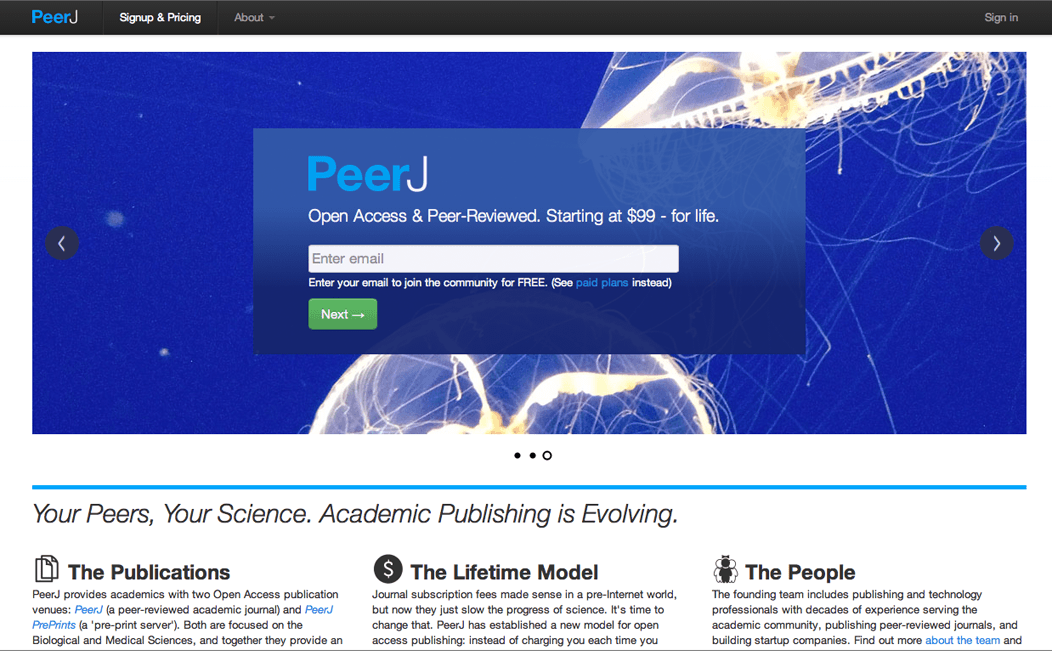 PeerJ
Signup & Pricing
About
Sign in
PeerJ
Open Access & Peer-Reviewed. Starting at $99 - for life.
Enter email
Enter your email to join the community for FREE. (See paid plans instead)
Next →
Your Peers, Your Science. Academic Publishing is Evolving.
The Publications
PeerJ provides academics with two Open Access publication
venues: PeerJ (a peer-reviewed academic journal) and PeerJ
PrePrints (a 'pre-print server'). Both are focused on the
Biological and Medical Sciences, and together they provide an
$
The Lifetime Model
Journal subscription fees made sense in a pre-Internet world,
but now they just slow the progress of science. It's time to
change that. PeerJ has established a new model for open
access publishing: instead of charging you each time you
The People
The founding team includes publishing and technology
professionals with decades of experience serving the
academic community, publishing peer-reviewed journals, and
building startup companies. Find out more about the team and